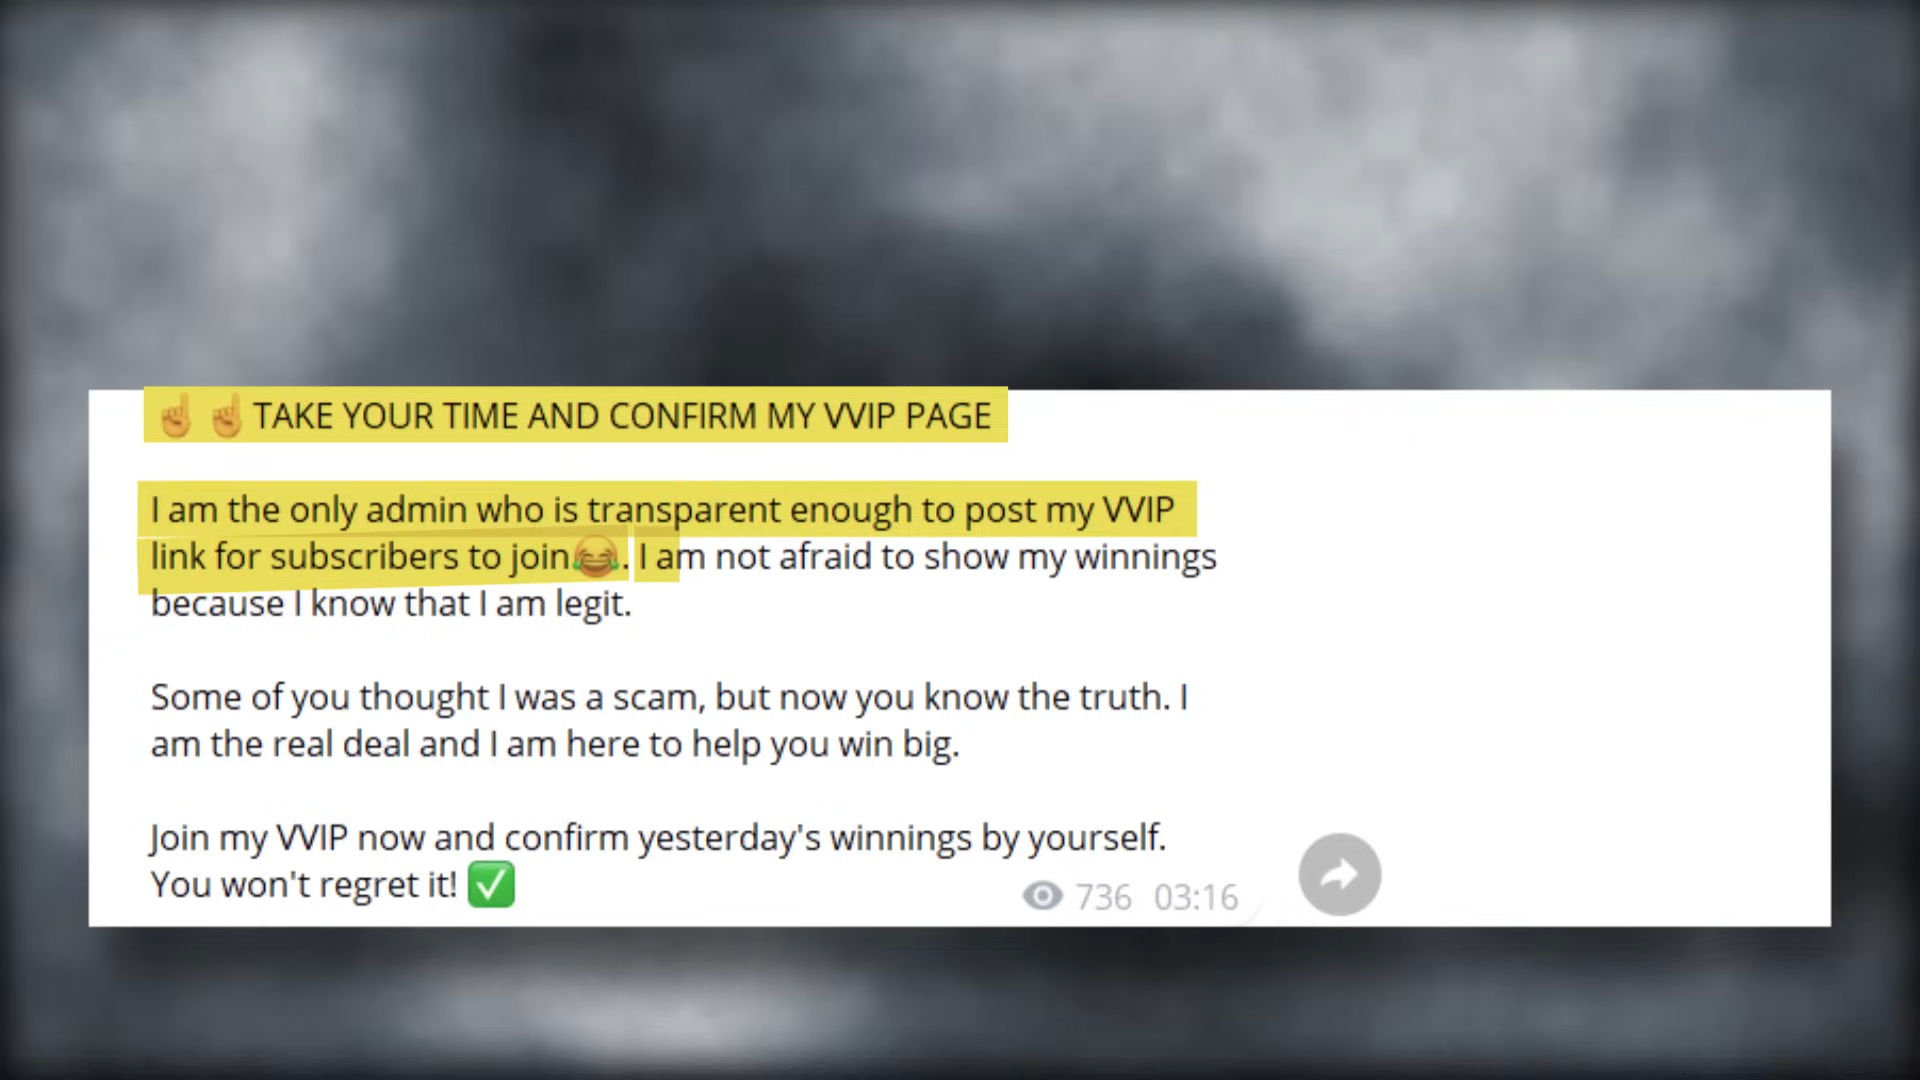 ☝☝TAKE YOUR TIME AND CONFIRM MY VVIP PAGE
I am the only admin who is transparent enough to post my VVIP
link for subscribers to join😂. I am not afraid to show my winnings
because I know that I am legit.
Some of you thought I was a scam, but now you know the truth. I
am the real deal and I am here to help you win big.
Join my VVIP now and confirm yesterday's winnings by yourself.
You won't regret it! ✅
736 03:16